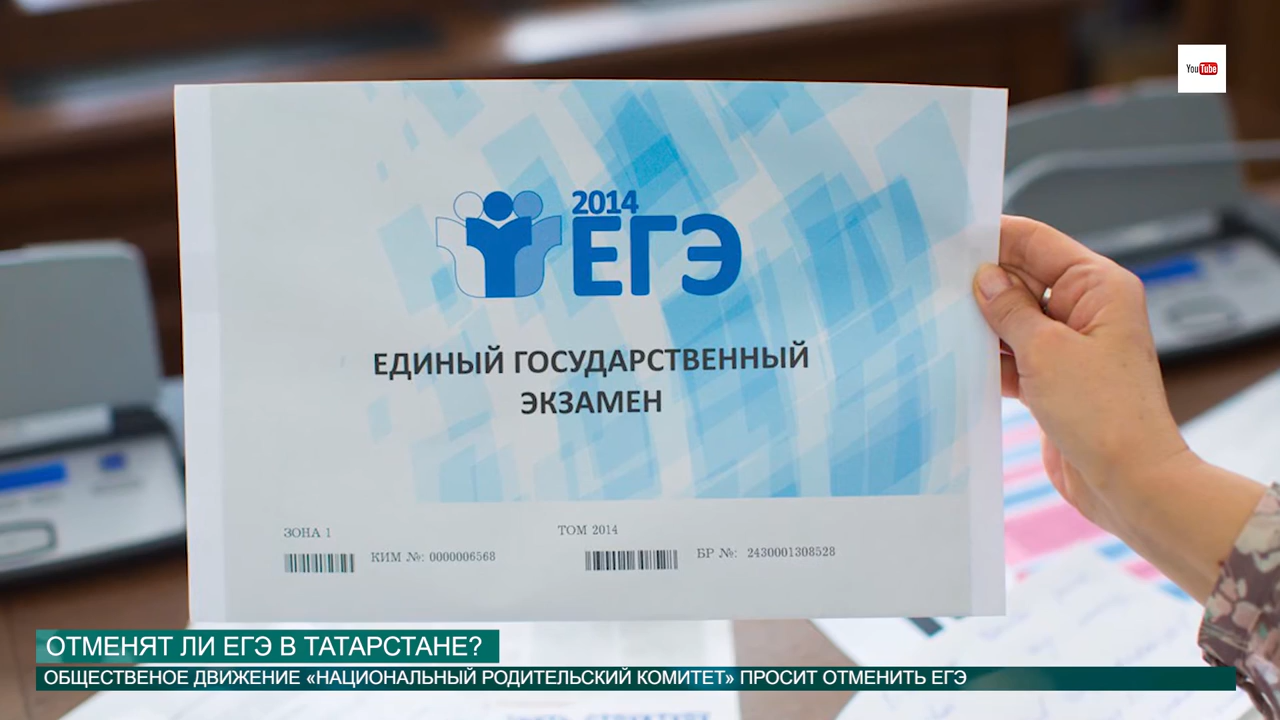 YouTube
2014
ЕГЭ
ЕДИНЫЙ ГОСУДАРСТВЕННЫЙ
ЭКЗАМЕН
ЗОНА 1
ТОМ 2014
КИМ №: 0000006568
БР №: 2430001308528
ОТМЕНЯТ ЛИ ЕГЭ В ТАТАРСТАНЕ?
ОБЩЕСТВЕНОЕ ДВИЖЕНИЕ «НАЦИОНАЛЬНЫЙ РОДИТЕЛЬСКИЙ КОМИТЕТ» ПРОСИТ ОТМЕНИТЬ ЕГЭ